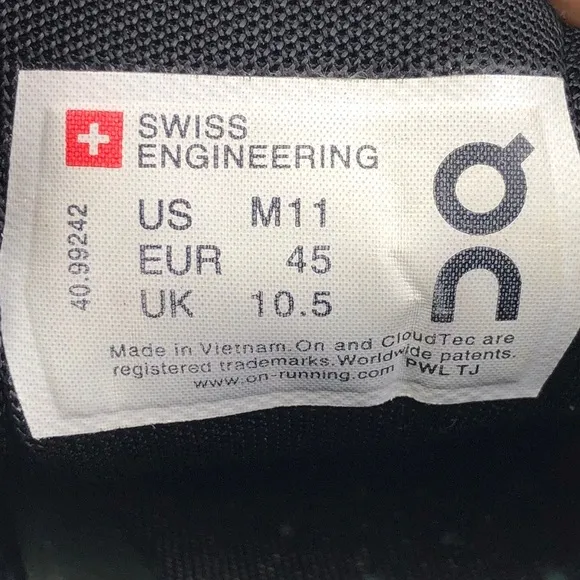 SWISS
ENGINEERING
US M11
EUR 45
UK 10.5
40.99242
On
Made in Vietnam.On and CloudTec are
registered trademarks.Worldwide patents.
www.on-running.com PWL TJ